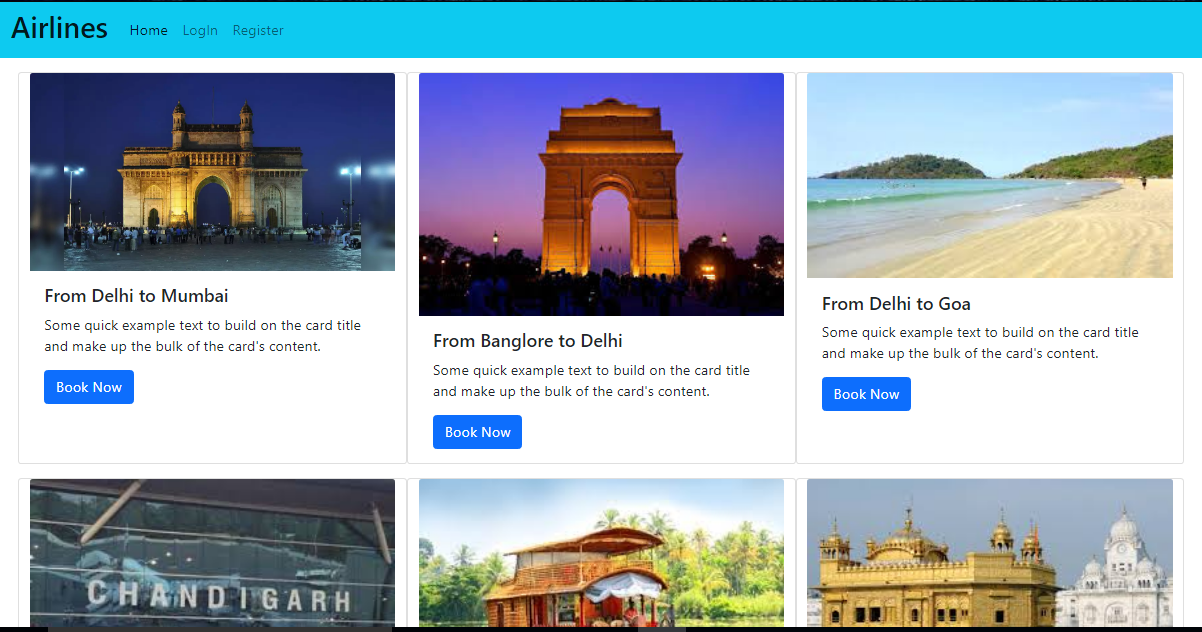 Airlines Home LogIn Register
From Delhi to Mumbai
Some quick example text to build on the card title
and make up the bulk of the card's content.
Book Now
From Banglore to Delhi
Some quick example text to build on the card title
and make up the bulk of the card's content.
Book Now
From Delhi to Goa
Some quick example text to build on the card title
and make up the bulk of the card's content.
Book Now
CHANDIGARH